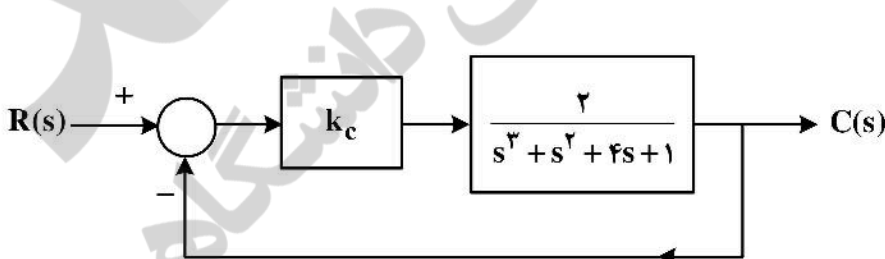 R(s)
+
−
k_c
۲
s^۳ + s^۲ + ۴s + ۱
C(s)